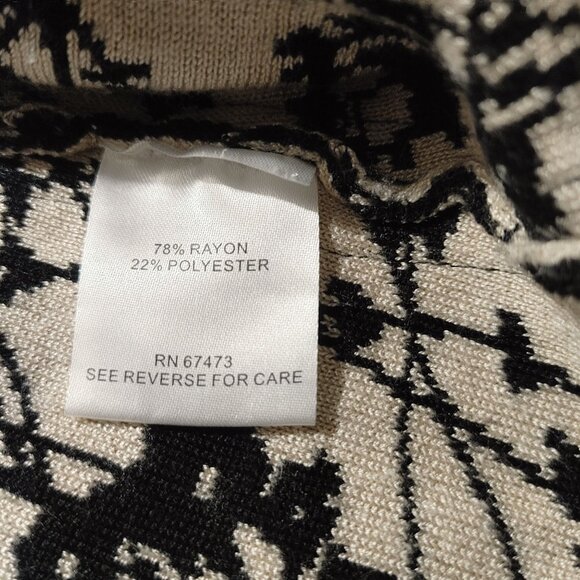 78% RAYON
22% POLYESTER
RN 67473
SEE REVERSE FOR CARE